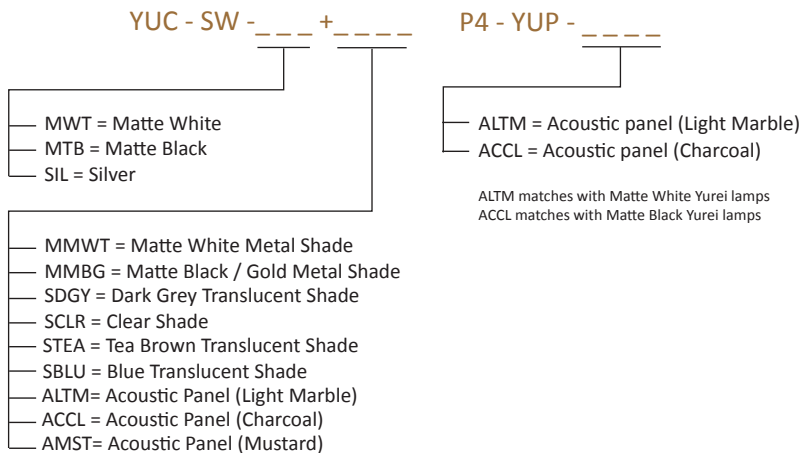 YUC - SW -_ _ _ +_ _ _ _
MWT = Matte White
MTB = Matte Black
SIL = Silver
MMWT = Matte White Metal Shade
MMBG = Matte Black / Gold Metal Shade
SDGY = Dark Grey Translucent Shade
SCLR = Clear Shade
STEA = Tea Brown Translucent Shade
SBLU = Blue Translucent Shade
ALTM= Acoustic Panel (Light Marble)
ACCL = Acoustic Panel (Charcoal)
AMST= Acoustic Panel (Mustard)
P4 - YUP - _ _ _ _
ALTM = Acoustic panel (Light Marble)
ACCL = Acoustic panel (Charcoal)
ALTM matches with Matte White Yurei lamps
ACCL matches with Matte Black Yurei lamps